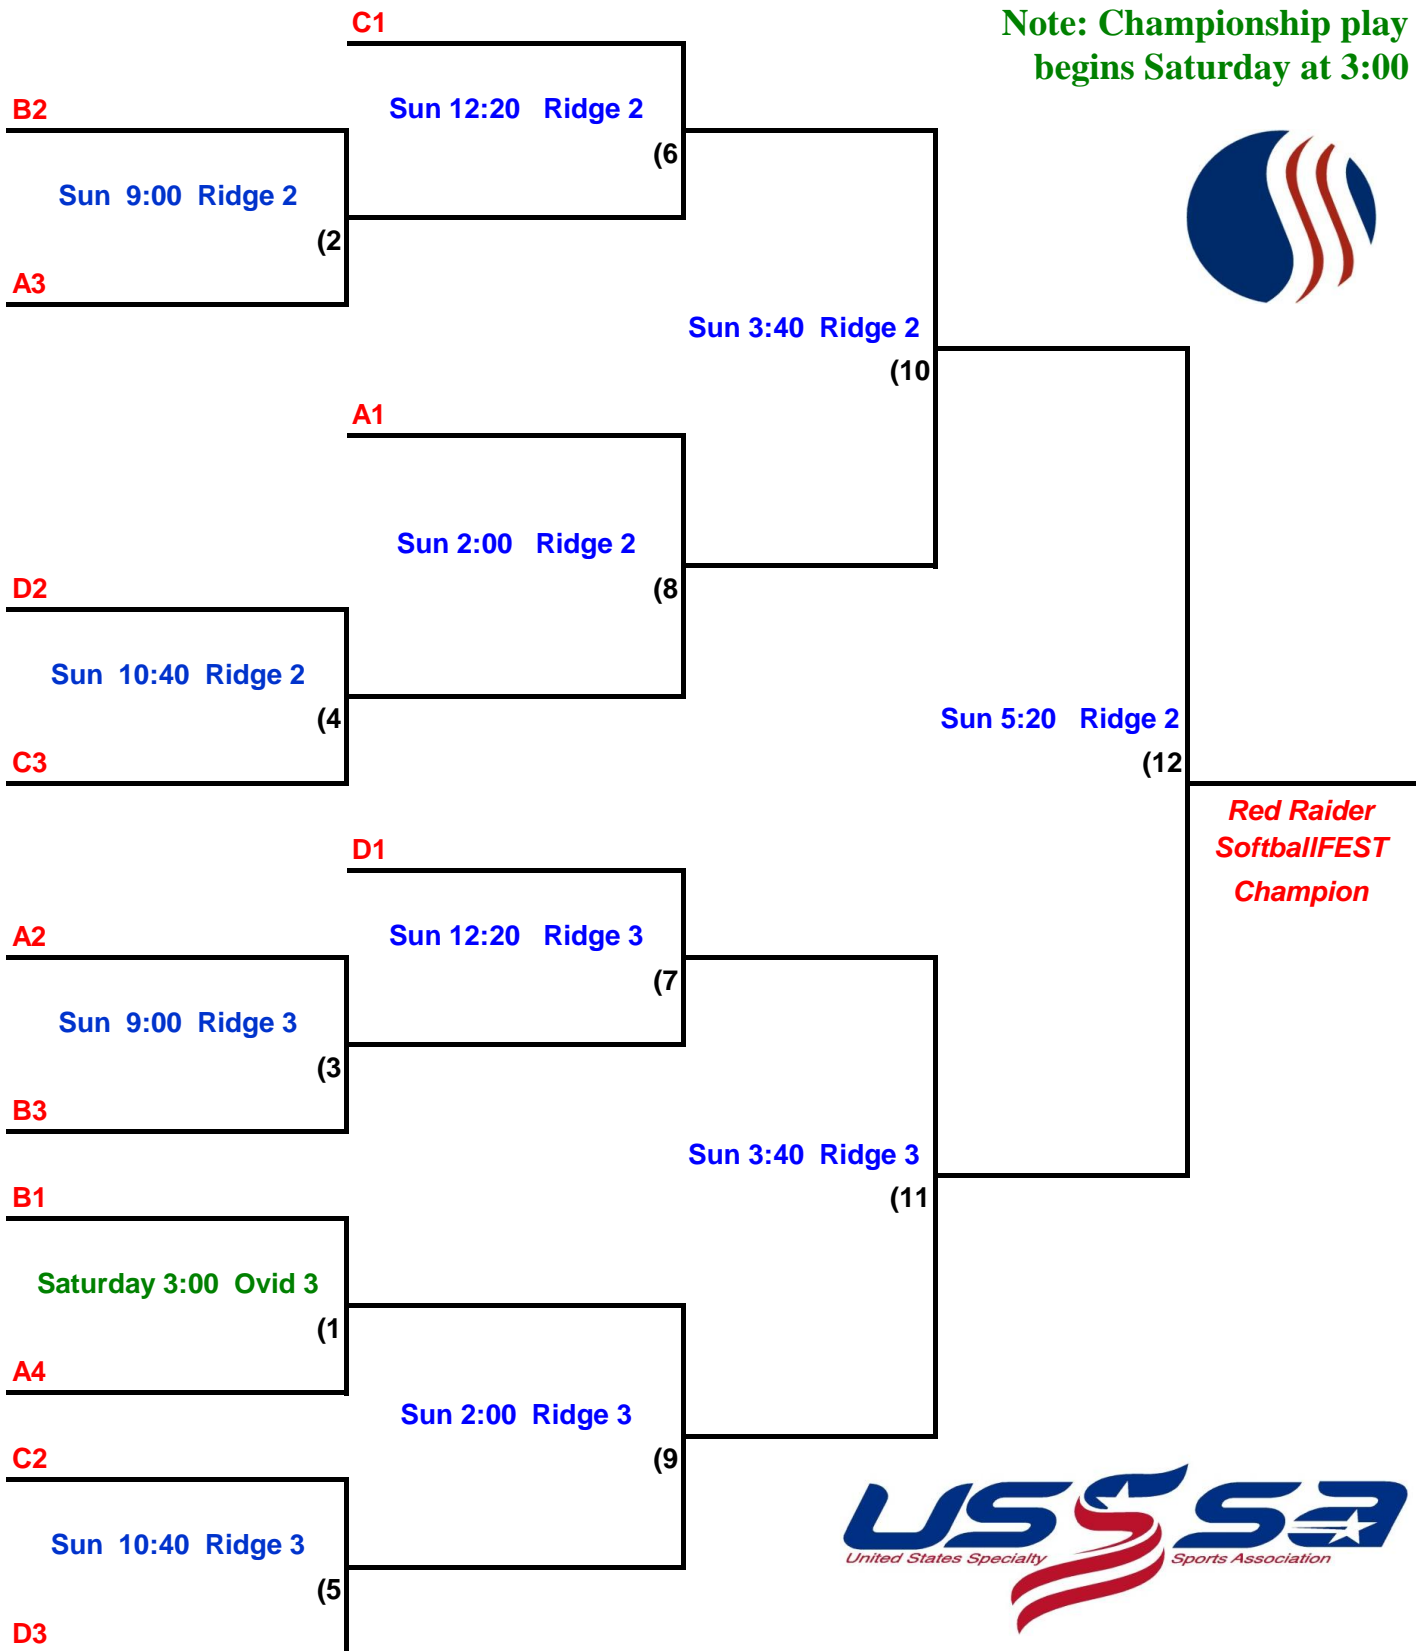 C1
Note: Championship play
begins Saturday at 3:00
B2
Sun 12:20 Ridge 2
(6
Sun 9:00 Ridge 2
(2
A3
Sun 3:40 Ridge 2
(10
A1
Sun 2:00 Ridge 2
(8
D2
Sun 10:40 Ridge 2
(4
Sun 5:20 Ridge 2
(12
C3
Red Raider
SoftballFEST
Champion
D1
A2
Sun 12:20 Ridge 3
(7
Sun 9:00 Ridge 3
(3
B3
Sun 3:40 Ridge 3
(11
B1
Saturday 3:00 Ovid 3
(1
A4
Sun 2:00 Ridge 3
(9
C2
USSSA
United States Specialty Sports Association
Sun 10:40 Ridge 3
(5
D3